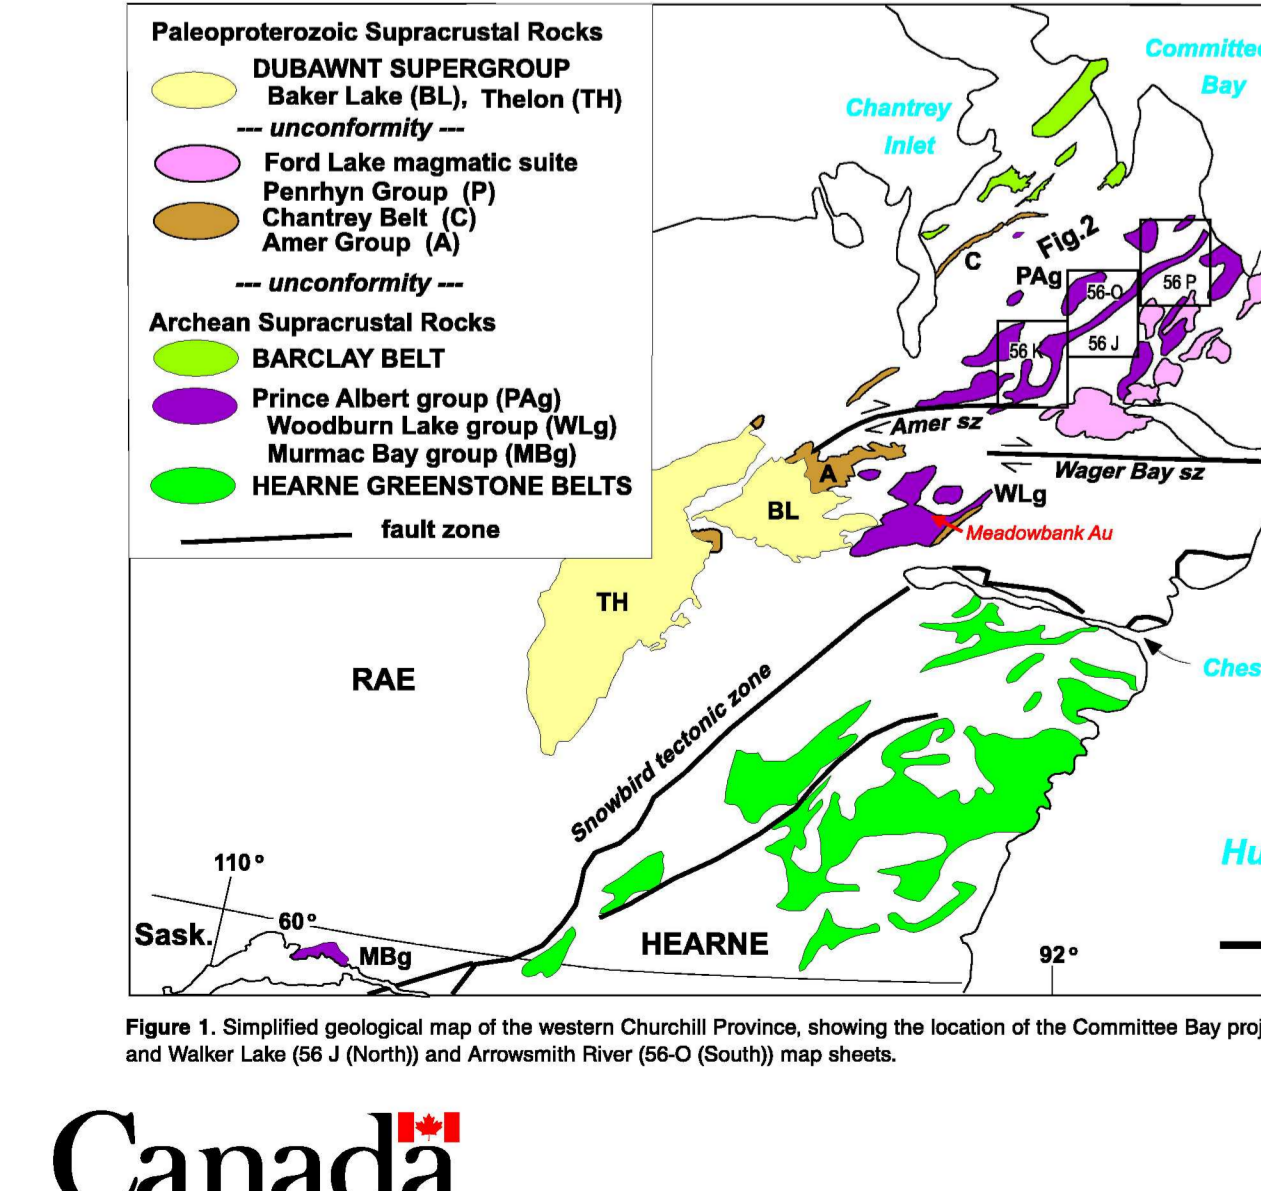 Paleoproterozoic Supracrustal Rocks
DUBAWNT SUPERGROUP
Baker Lake (BL), Thelon (TH)
--- unconformity ---
Ford Lake magmatic suite
Penrhyn Group (P)
Chantrey Belt (C)
Amer Group (A)
--- unconformity ---
Archean Supracrustal Rocks
BARCLAY BELT
Prince Albert group (PAg)
Woodburn Lake group (WLg)
Murmac Bay group (MBg)
HEARNE GREENSTONE BELTS
fault zone
Committee
Bay
Chantrey
Inlet
Fig.2
C
PAg
56-O
56 P
56 K
56 J
Amer sz
Wager Bay sz
A
WLg
BL
Meadowbank Au
TH
RAE
Ches
Snowbird tectonic zone
Hu
110°
60°
Sask.
MBg
HEARNE
92°
Figure 1. Simplified geological map of the western Churchill Province, showing the location of the Committee Bay proj
and Walker Lake (56 J (North)) and Arrowsmith River (56-O (South)) map sheets.
Canada